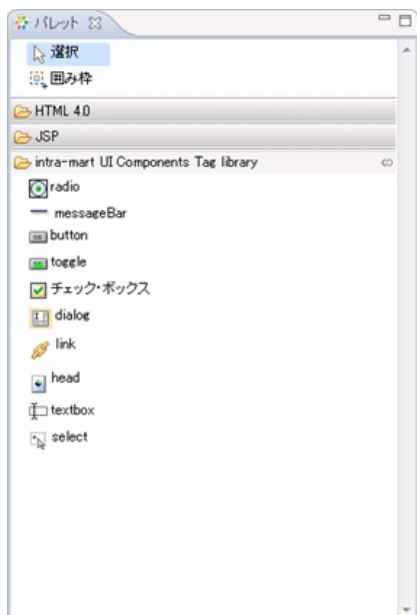 パレット
選択
囲み枠
HTML 4.0
JSP
intra-mart UI Components Tag library
radio
messageBar
button
toggle
チェック・ボックス
dialog
link
head
textbox
select